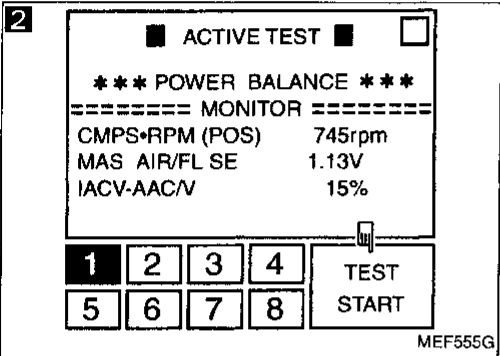 2
■ ACTIVE TEST ■
*** POWER BALANCE ***
======== MONITOR ========
CMPS•RPM (POS) 745rpm
MAS AIR/FL SE 1.13V
IACV-AAC/V 15%
1 2 3 4
5 6 7 8
TEST
START
MEF555G